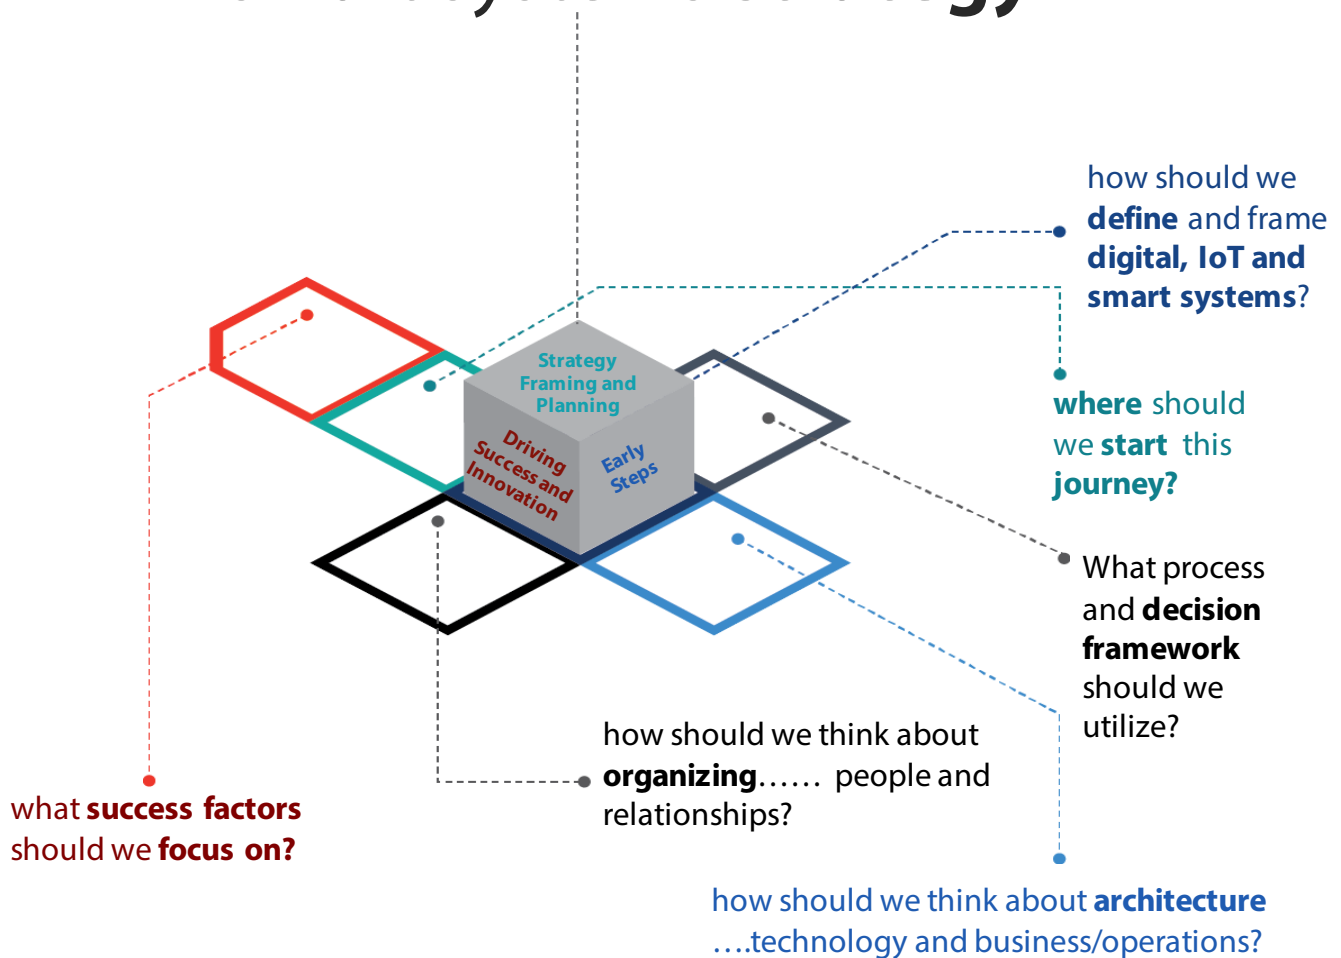 how should we
define and frame
digital, IoT and
smart systems?
Strategy
Framing and
Planning
Driving
Success and
Innovation
Early
Steps
where should
we start this
journey?
What process
and decision
framework
should we
utilize?
how should we think about
organizing...... people and
relationships?
what success factors
should we focus on?
how should we think about architecture
....technology and business/operations?